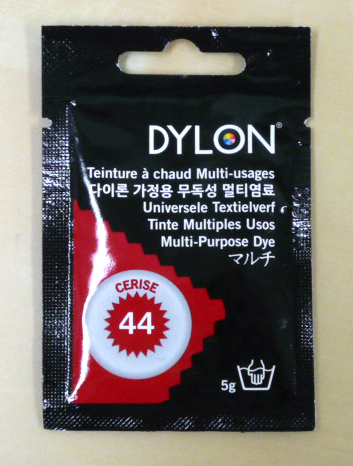 DYLON®
Teinture à chaud Multi-usages
다이론 가정용 무독성 멀티염료
Universele Textielverf
Tinte Multiples Usos
Multi-Purpose Dye
マルチ
CERISE
44
5g